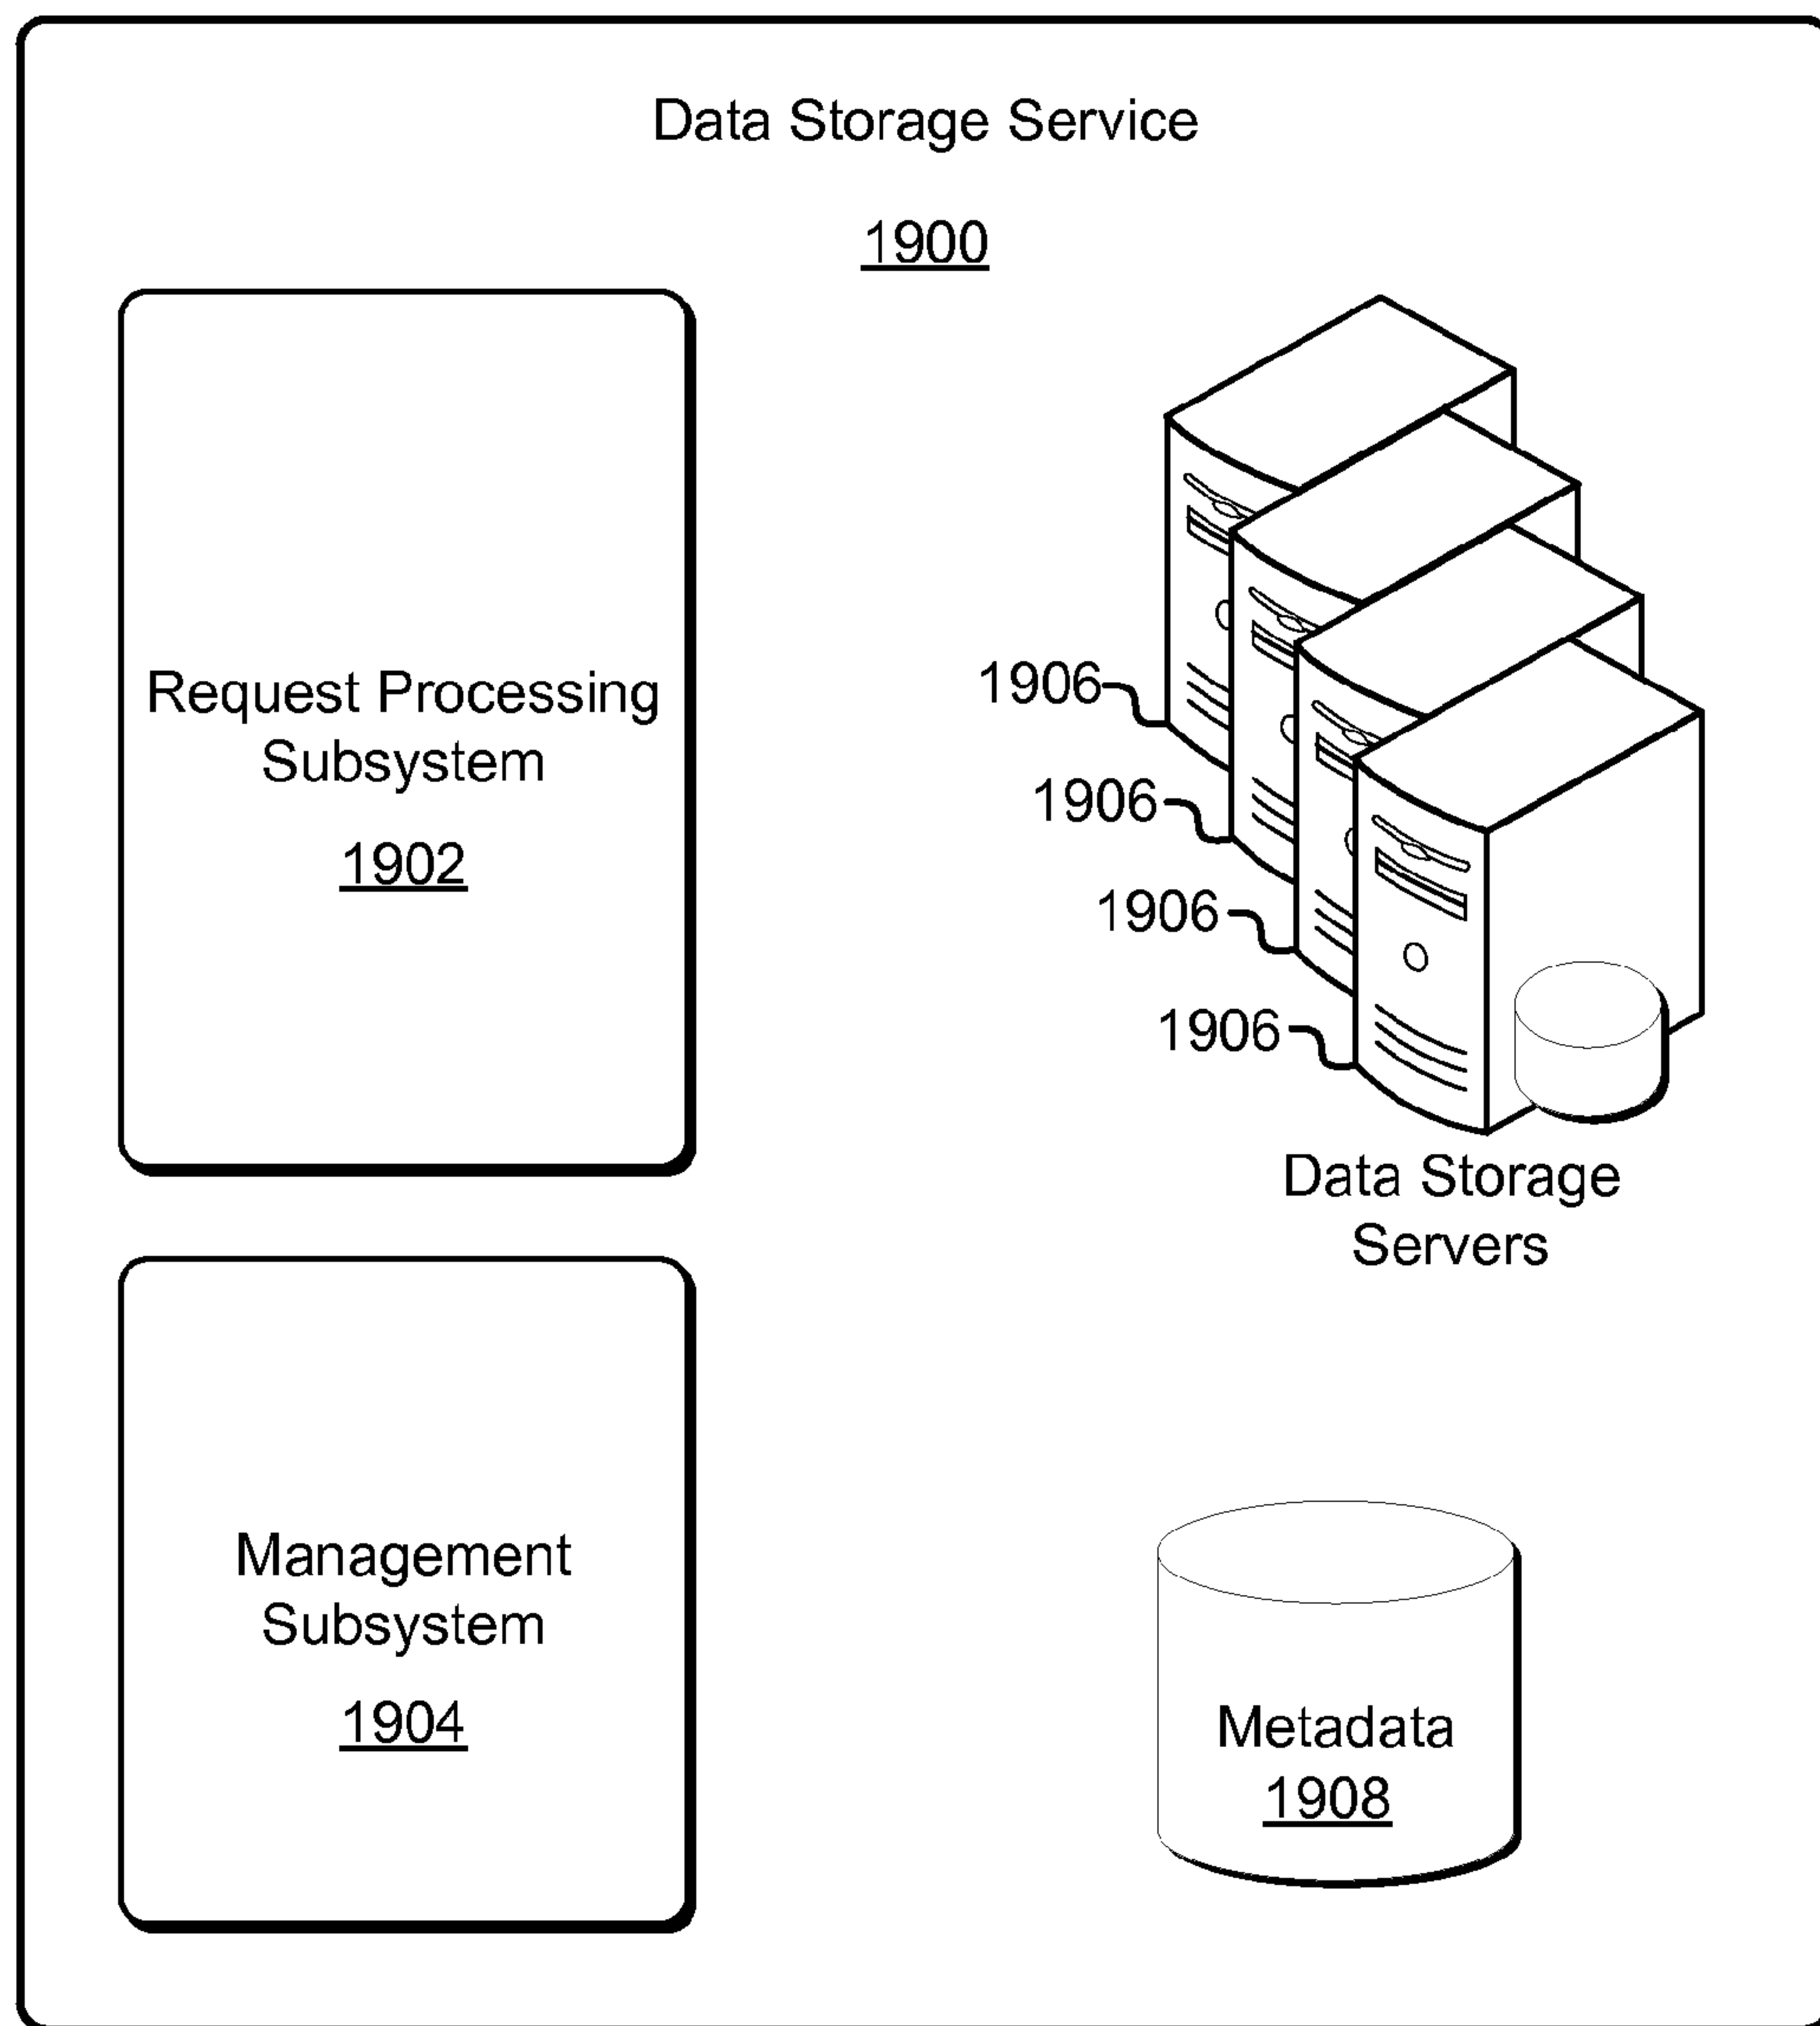 Data Storage Service
1900
Request Processing
Subsystem
1902
1906
1906
1906
1906
Data Storage
Servers
Management
Subsystem
1904
Metadata
1908